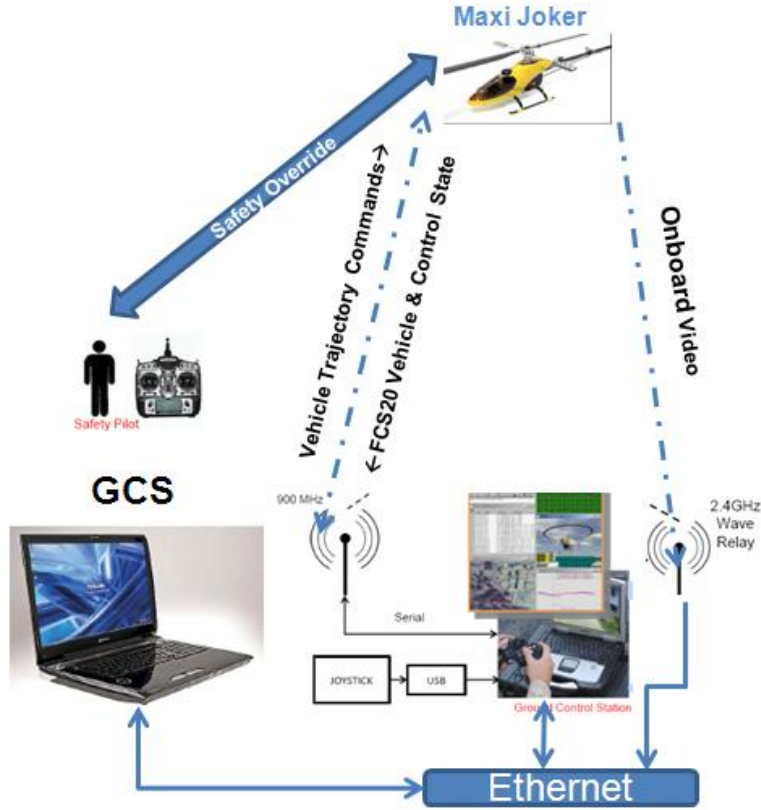 Maxi Joker
Safety Override
Vehicle Trajectory Commands→
←FCS20 Vehicle & Control State
Onboard Video
Safety Pilot
GCS
900 MHz
2.4GHz
Wave
Relay
Serial
JOYSTICK
USB
Ground Control Station
Ethernet